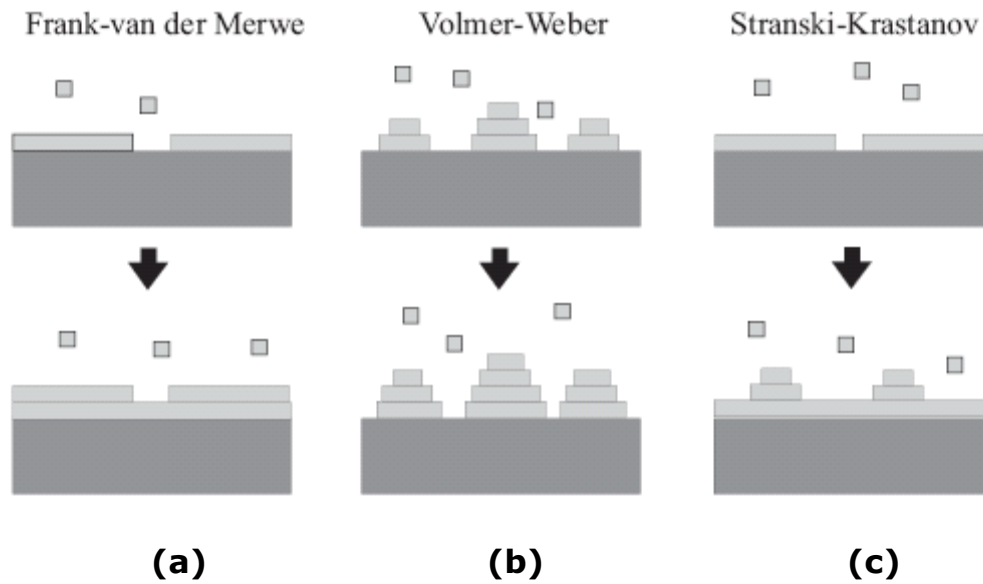 Frank-van der Merwe
Volmer-Weber
Stranski-Krastanov
(a)
(b)
(c)